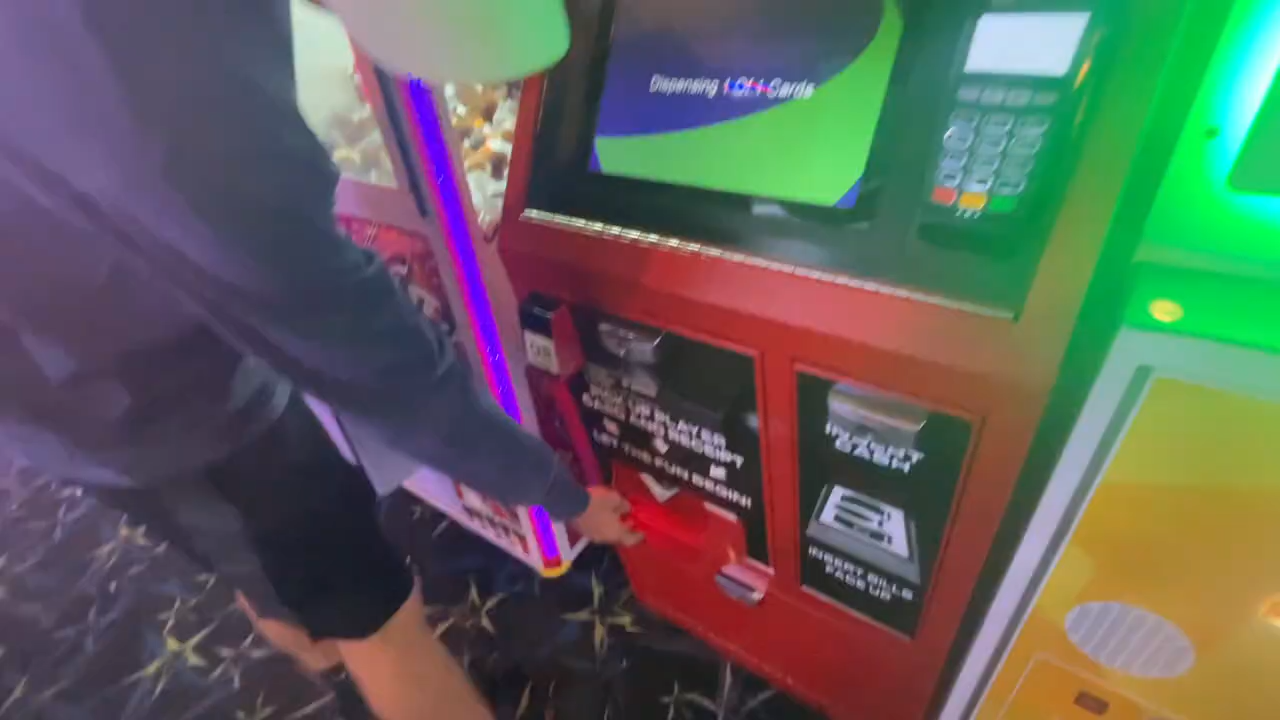 Dispensing 1 Of 1 Cards
PICK UP PLAYER
CARD AND RECEIPT
LET THE FUN BEGIN!
INSERT
CASH
INSERT BILLS
FACE UP